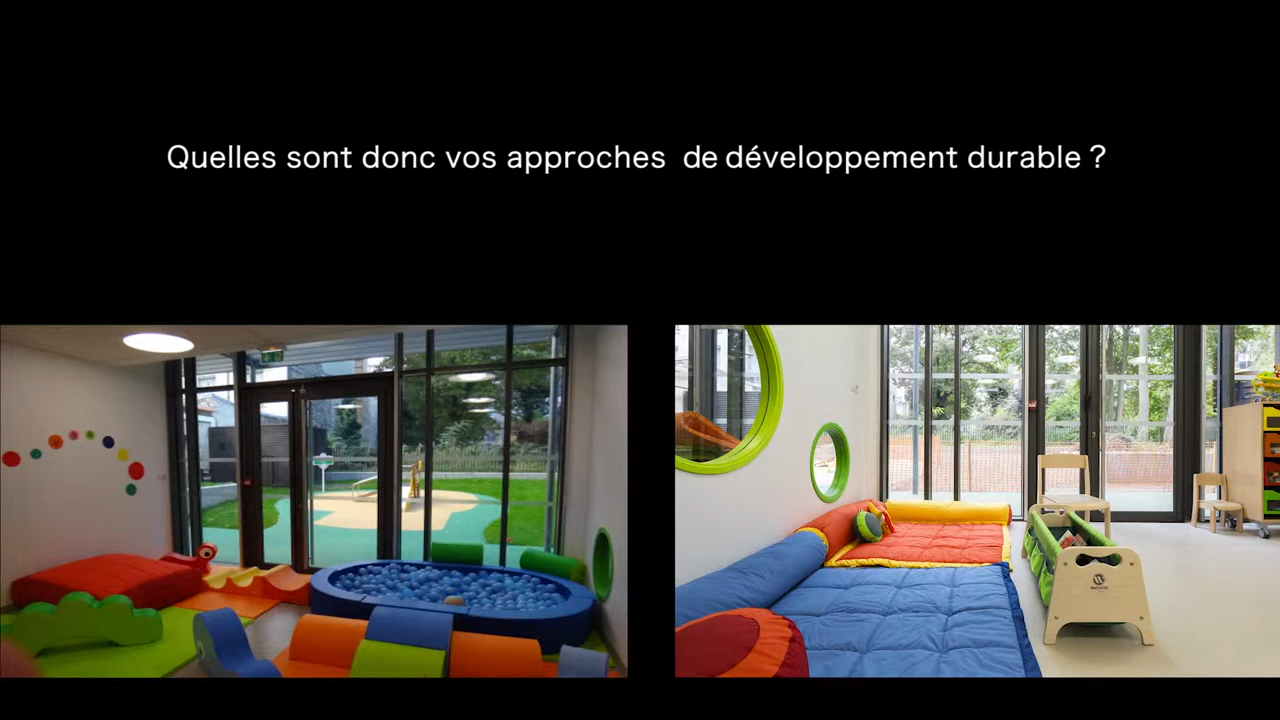 Quelles sont donc vos approches de développement durable ?